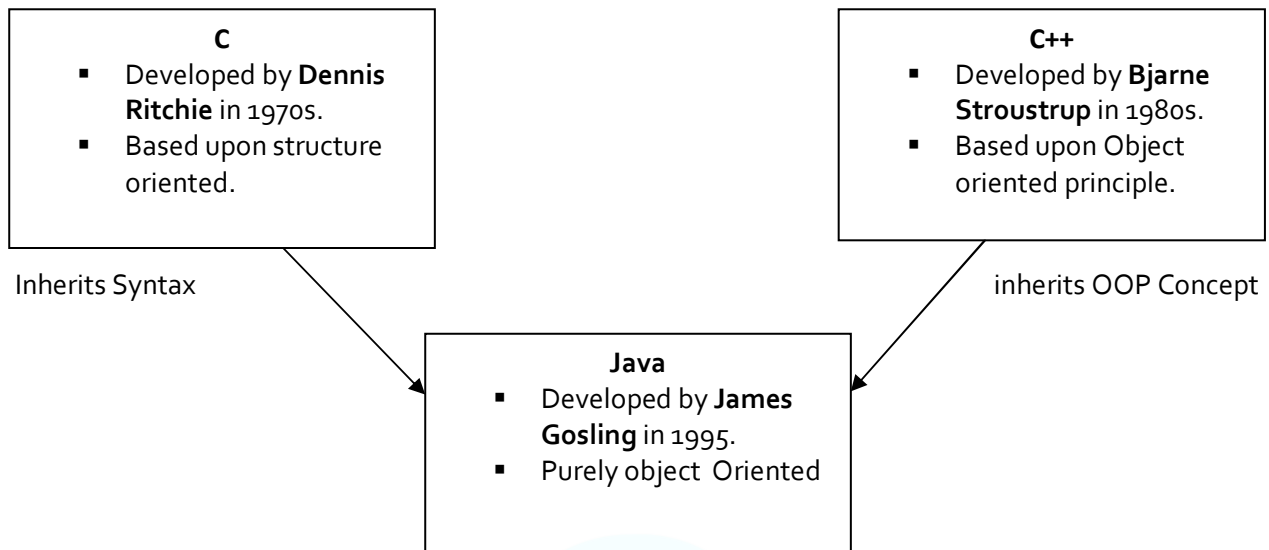 C
▪ Developed by Dennis
Ritchie in 1970s.
▪ Based upon structure
oriented.
C++
▪ Developed by Bjarne
Stroustrup in 1980s.
▪ Based upon Object
oriented principle.
Inherits Syntax
inherits OOP Concept
Java
▪ Developed by James
Gosling in 1995.
▪ Purely object Oriented